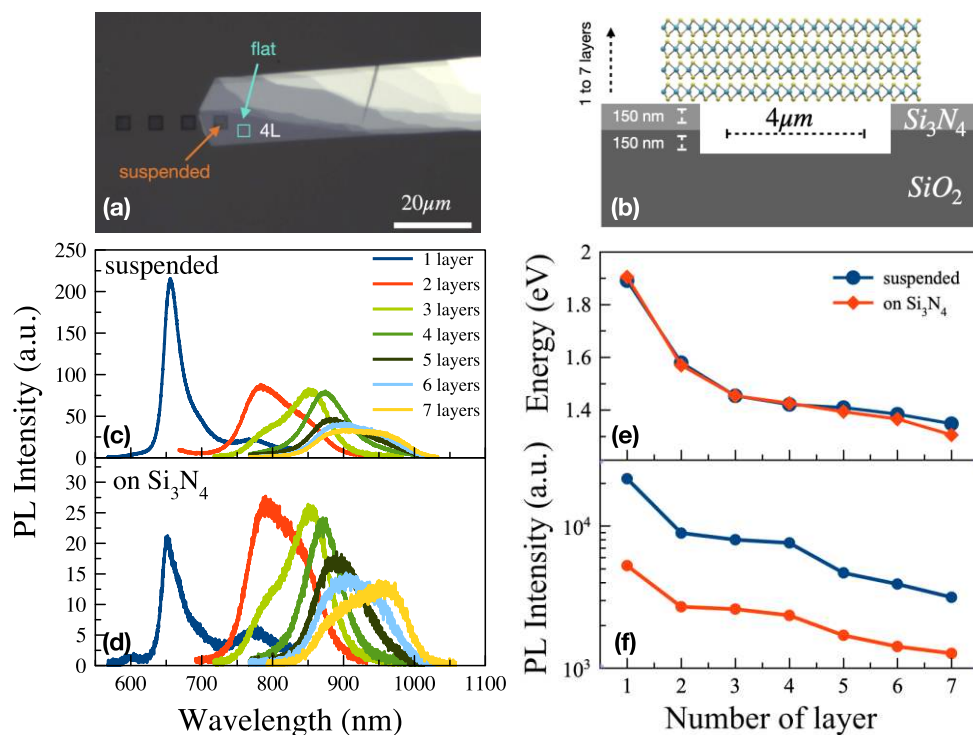 flat
4L
suspended
(a)
20μm
1 to 7 layers
150 nm
150 nm
4μm
Si₃N₄
SiO₂
(b)
PL Intensity (a.u.)
250
200
150
100
50
0
suspended
1 layer
2 layers
3 layers
4 layers
5 layers
6 layers
7 layers
(c)
30
25
20
15
10
5
0
on Si₃N₄
(d)
600 700 800 900 1000 1100
Wavelength (nm)
Energy (eV)
2
1.8
1.6
1.4
suspended
on Si₃N₄
(e)
PL Intensity (a.u.)
10⁴
10³
(f)
1 2 3 4 5 6 7
Number of layer